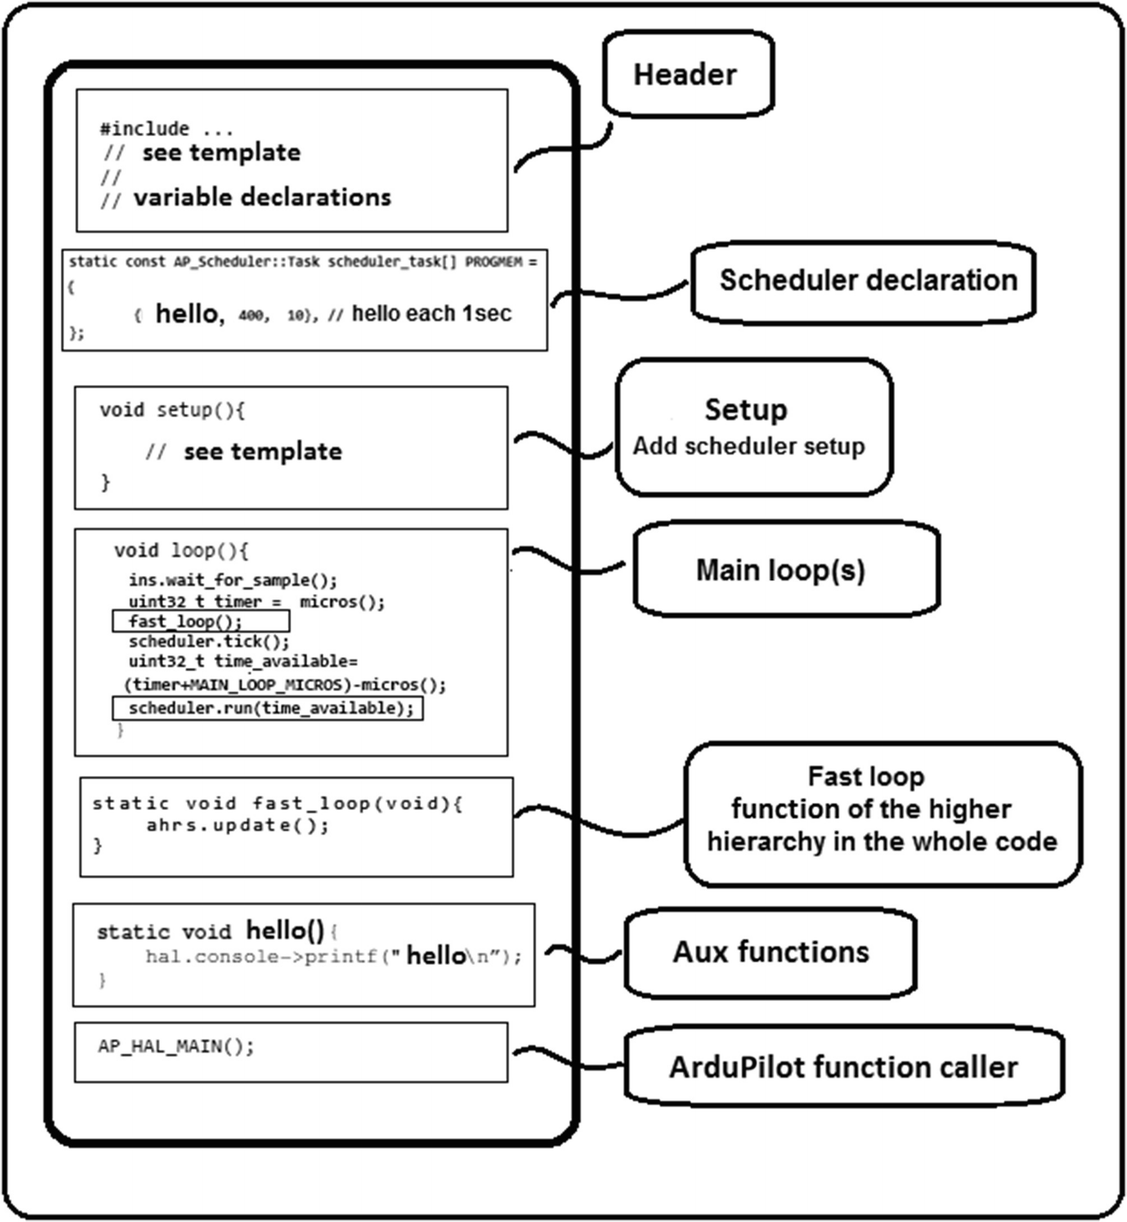 Header
#include ...
// see template
//
// variable declarations
static const AP_Scheduler::Task scheduler_task[] PROGMEM =
{
{ hello, 400, 10}, // hello each 1sec
};
Scheduler declaration
void setup(){
// see template
}
Setup
Add scheduler setup
void loop(){
ins.wait_for_sample();
uint32_t timer = micros();
fast_loop();
scheduler.tick();
uint32_t time_available=
(timer+MAIN_LOOP_MICROS)-micros();
scheduler.run(time_available);
}
Main loop(s)
static void fast_loop(void){
ahrs.update();
}
Fast loop
function of the higher
hierarchy in the whole code
static void hello() {
hal.console->printf("hello\n”);
}
Aux functions
AP_HAL_MAIN();
ArduPilot function caller